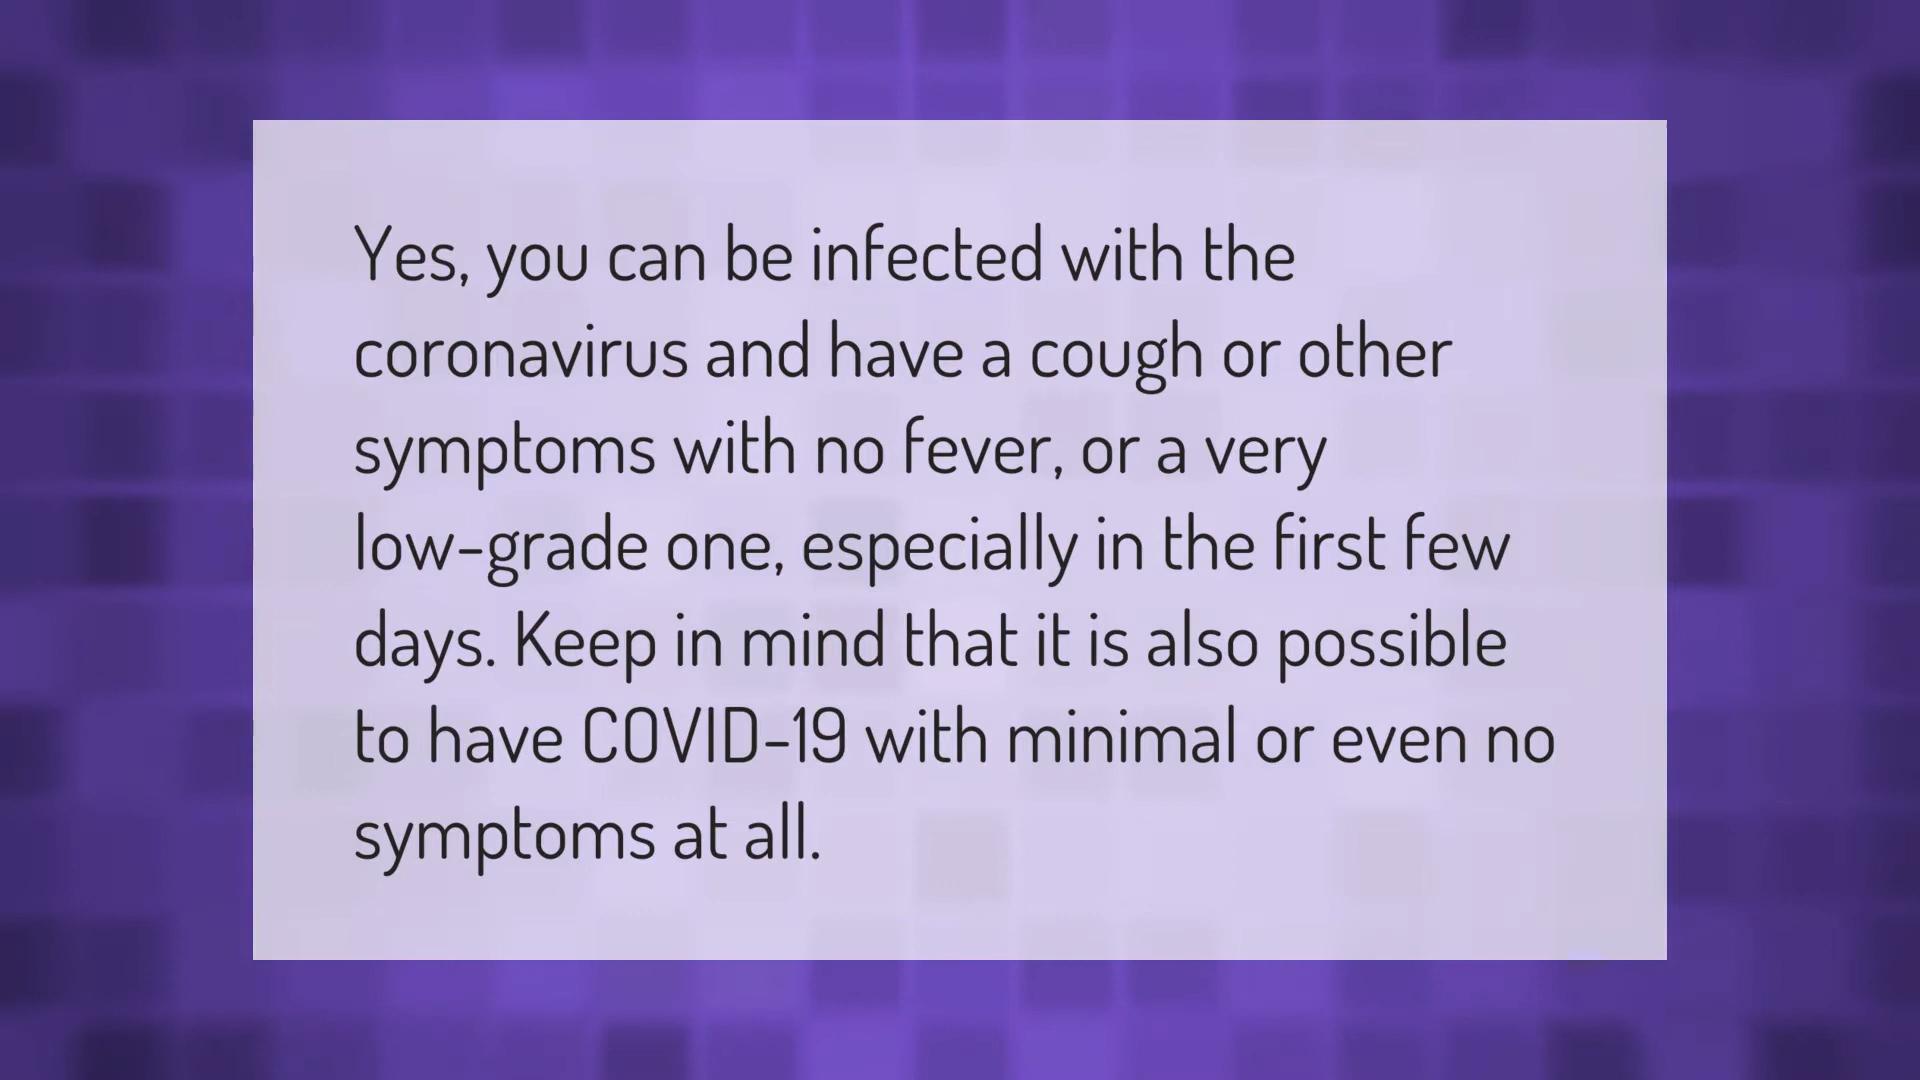 Yes, you can be infected with the
coronavirus and have a cough or other
symptoms with no fever, or a very
low-grade one, especially in the first few
days. Keep in mind that it is also possible
to have COVID-19 with minimal or even no
symptoms at all.